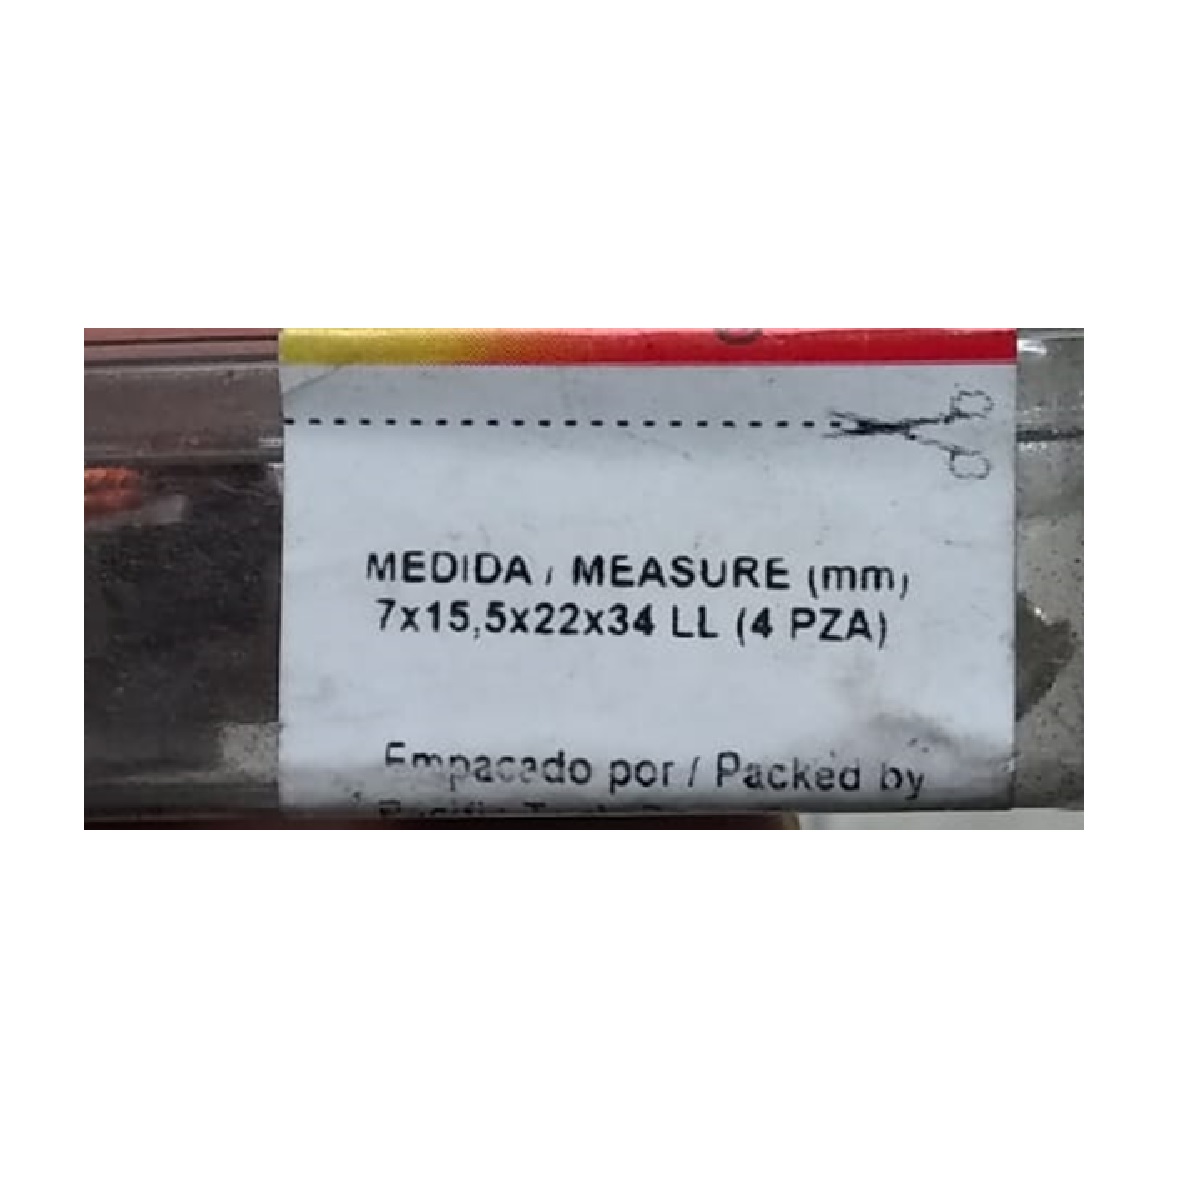 MEDIDA / MEASURE (mm)
7x15,5x22x34 LL (4 PZA)
Empacado por / Packed by